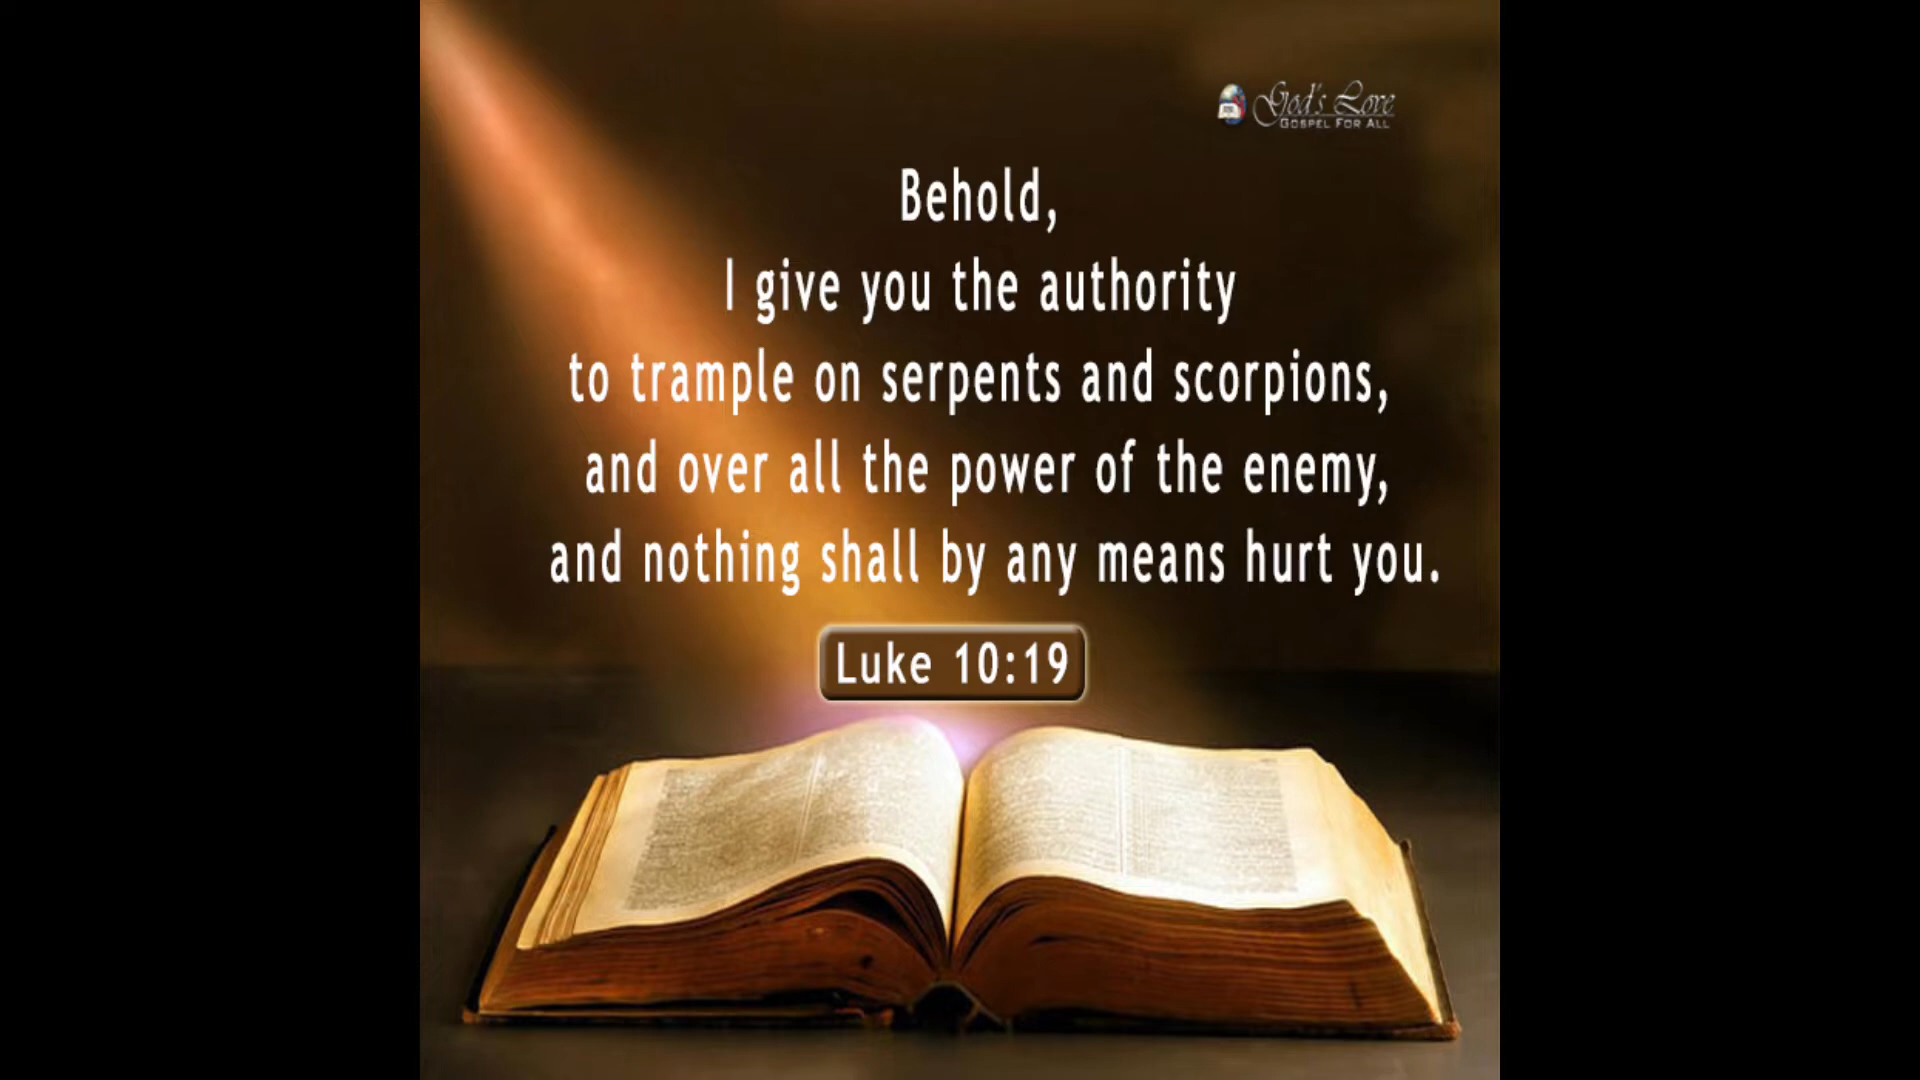 God's Love
GOSPEL FOR ALL
Behold,
I give you the authority
to trample on serpents and scorpions,
and over all the power of the enemy,
and nothing shall by any means hurt you.
Luke 10:19